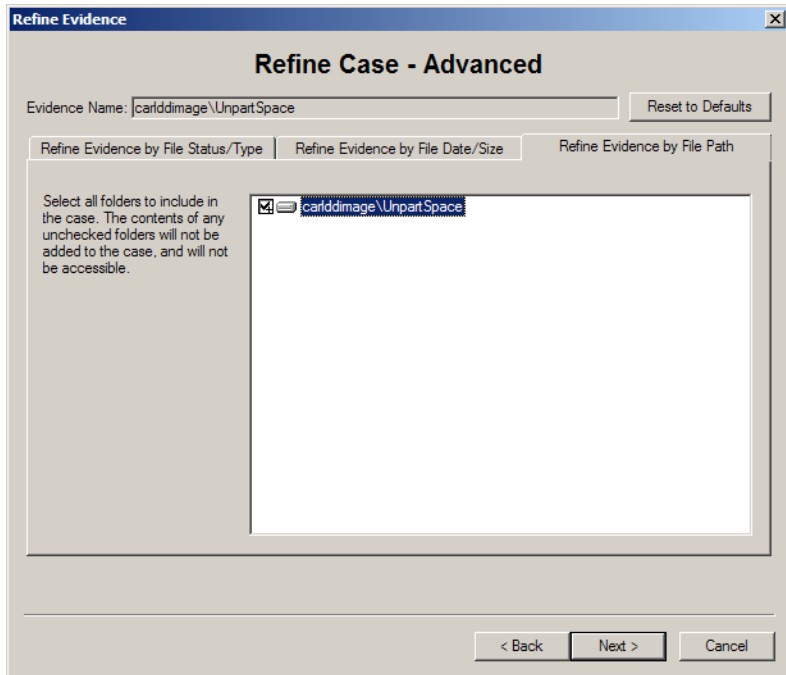 Refine Evidence
Refine Case - Advanced
Evidence Name: carlddimage\UnpartSpace
Reset to Defaults
Refine Evidence by File Status/Type
Refine Evidence by File Date/Size
Refine Evidence by File Path
Select all folders to include in
the case. The contents of any
unchecked folders will not be
added to the case, and will not
be accessible.
carlddimage\UnpartSpace
< Back
Next >
Cancel